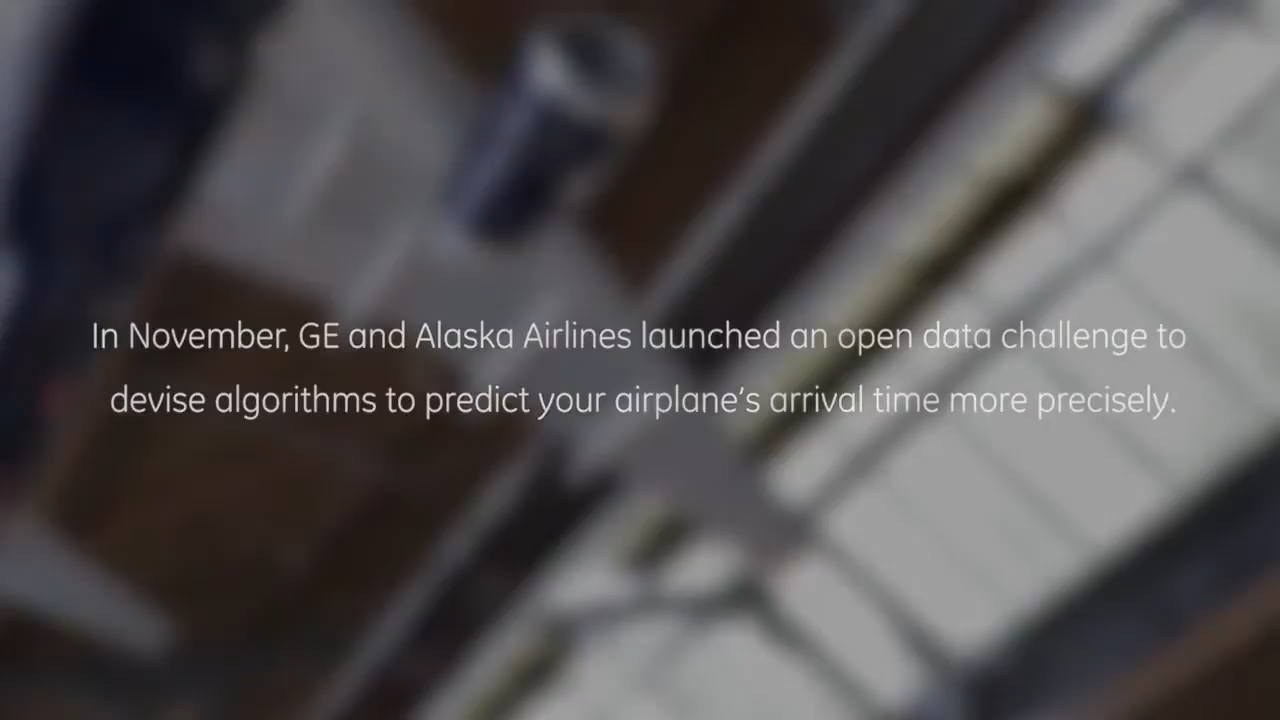 In November, GE and Alaska Airlines launched an open data challenge to
devise algorithms to predict your airplane’s arrival time more precisely.